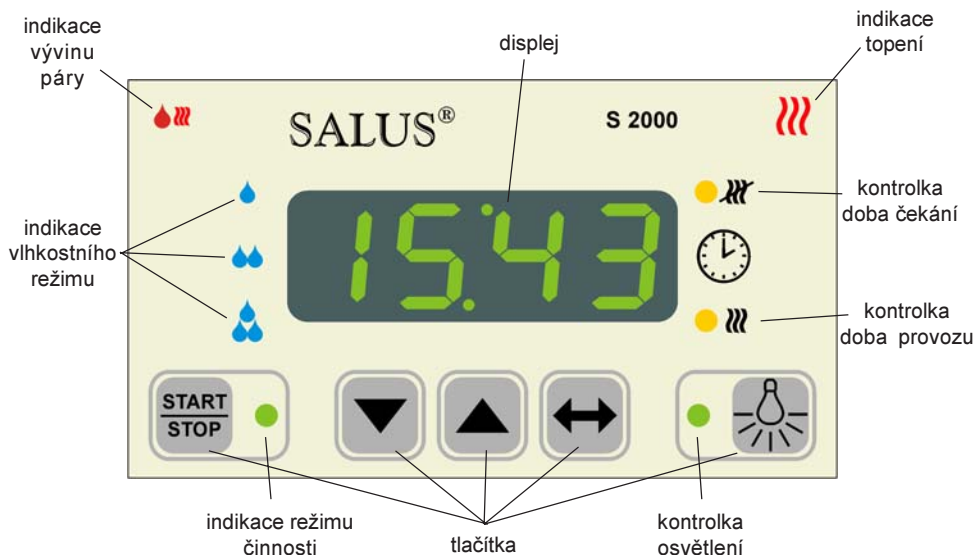 indikace
vývinu
páry
displej
indikace
topení
SALUS®
S 2000
indikace
vlhkostního
režimu
15:43
kontrolka
doba čekání
kontrolka
doba provozu
START
STOP
indikace režimu
činnosti
tlačítka
kontrolka
osvětlení